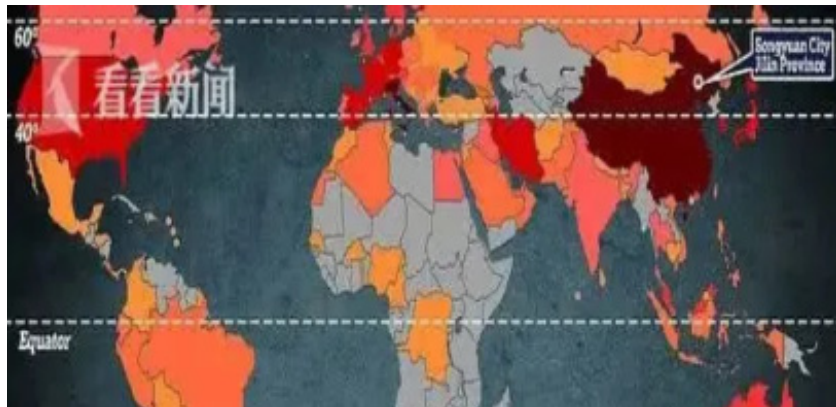 60°
Songyuan City
Jilin Province
看看新闻
40°
Equator